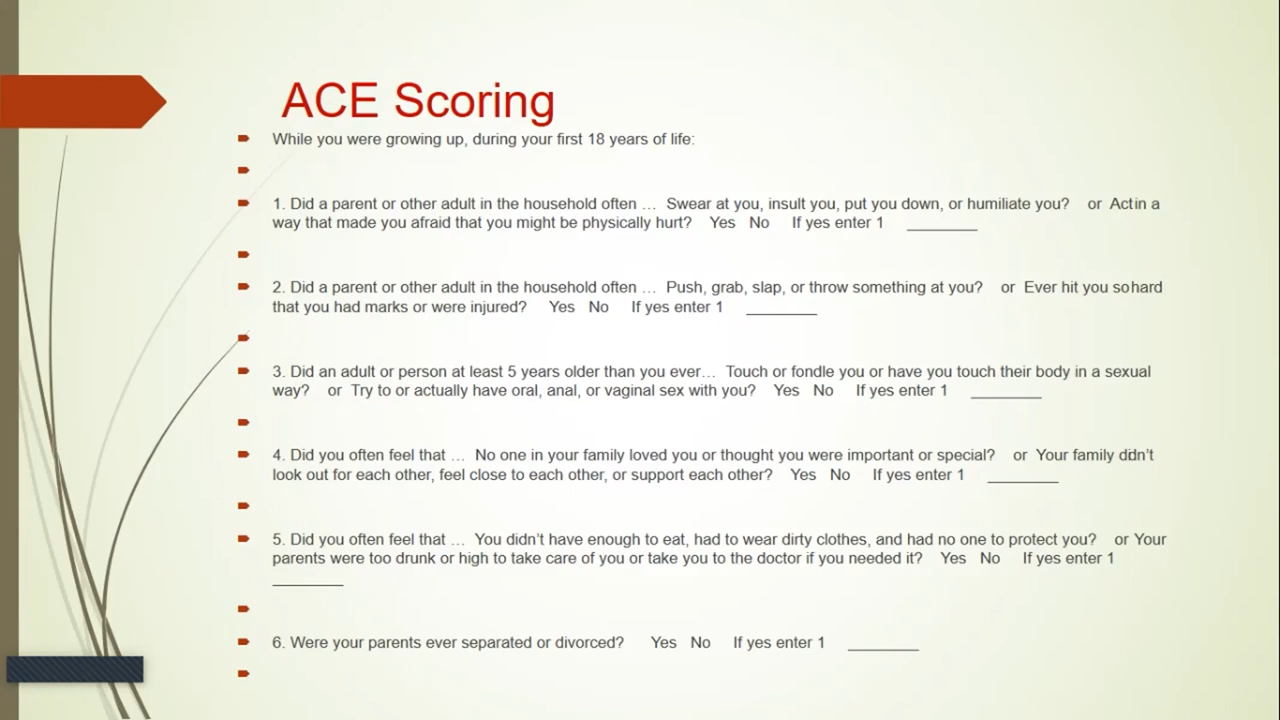 ACE Scoring
While you were growing up, during your first 18 years of life:
1. Did a parent or other adult in the household often … Swear at you, insult you, put you down, or humiliate you? or Act in a
way that made you afraid that you might be physically hurt? Yes No If yes enter 1 ________
2. Did a parent or other adult in the household often … Push, grab, slap, or throw something at you? or Ever hit you so hard
that you had marks or were injured? Yes No If yes enter 1 ________
3. Did an adult or person at least 5 years older than you ever… Touch or fondle you or have you touch their body in a sexual
way? or Try to or actually have oral, anal, or vaginal sex with you? Yes No If yes enter 1 ________
4. Did you often feel that … No one in your family loved you or thought you were important or special? or Your family didn’t
look out for each other, feel close to each other, or support each other? Yes No If yes enter 1 ________
5. Did you often feel that … You didn’t have enough to eat, had to wear dirty clothes, and had no one to protect you? or Your
parents were too drunk or high to take care of you or take you to the doctor if you needed it? Yes No If yes enter 1
________
6. Were your parents ever separated or divorced? Yes No If yes enter 1 ________